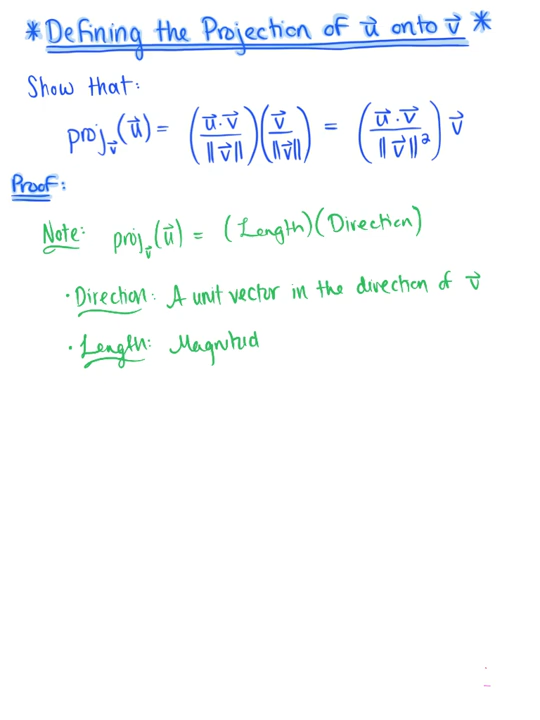 *Defining the Projection of u⃗ onto v⃗*
Show that:
proj_v⃗(u⃗) = (u⃗·v⃗/‖v⃗‖)(v⃗/‖v⃗‖) = (u⃗·v⃗/‖v⃗‖²) v⃗
Proof:
Note: proj_v⃗(u⃗) = (Length)(Direction)
· Direction: A unit vector in the direction of v⃗
· Length: Magnitud